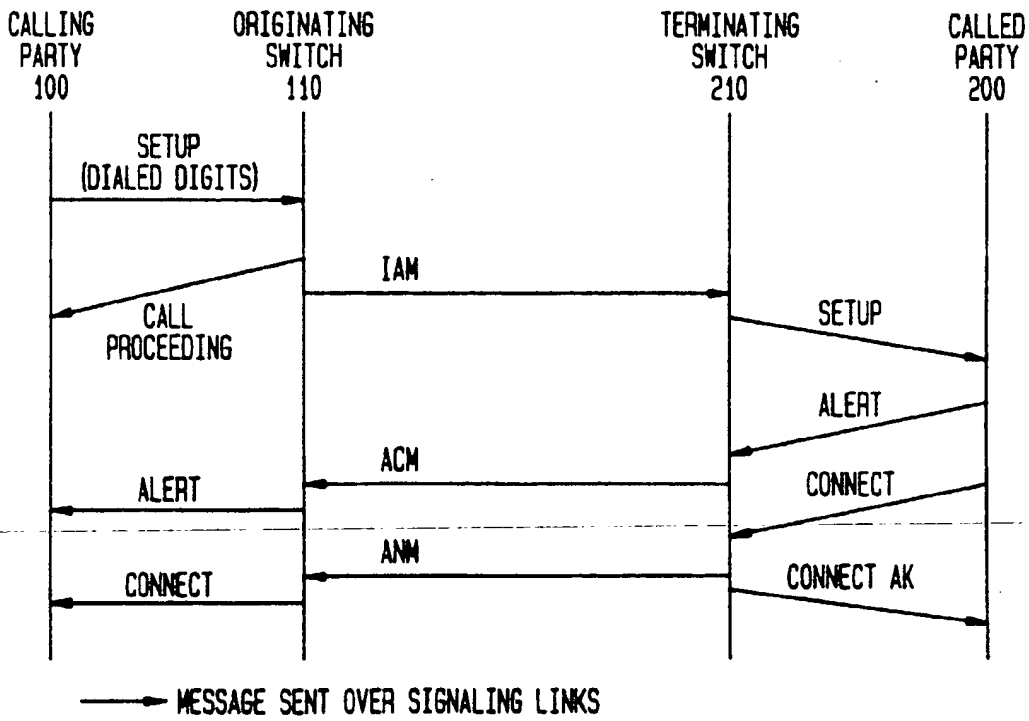 CALLING
PARTY
100
ORIGINATING
SWITCH
110
TERMINATING
SWITCH
210
CALLED
PARTY
200
SETUP
(DIALED DIGITS)
IAM
CALL
PROCEEDING
SETUP
ALERT
ACM
ALERT
CONNECT
ANM
CONNECT
CONNECT AK
MESSAGE SENT OVER SIGNALING LINKS